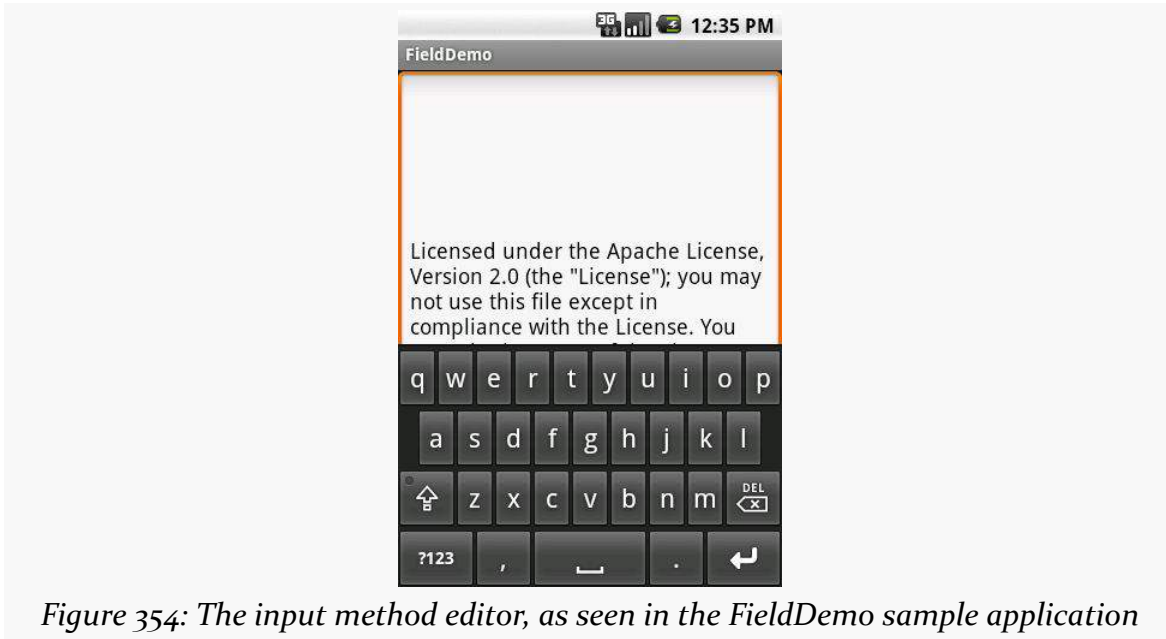 3G 12:35 PM
FieldDemo
Licensed under the Apache License,
Version 2.0 (the "License"); you may
not use this file except in
compliance with the License. You
q w e r t y u i o p
a s d f g h j k l
z x c v b n m DEL
?123 , .
Figure 354: The input method editor, as seen in the FieldDemo sample application